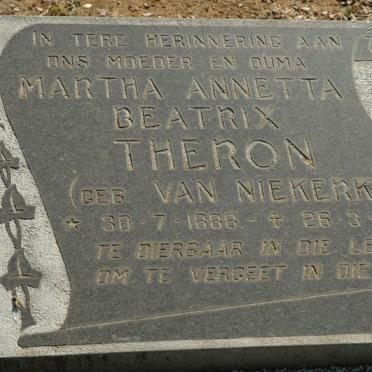 IN TERE HERINNERING AAN
ONS MOEDER EN OUMA
MARTHA ANNETTA
BEATRIX
THERON
(GEB. VAN NIEKERK
* 30-7-1888 - + 26-3-
TE DIERBAAR IN DIE
OM TE VERGEET IN DIE